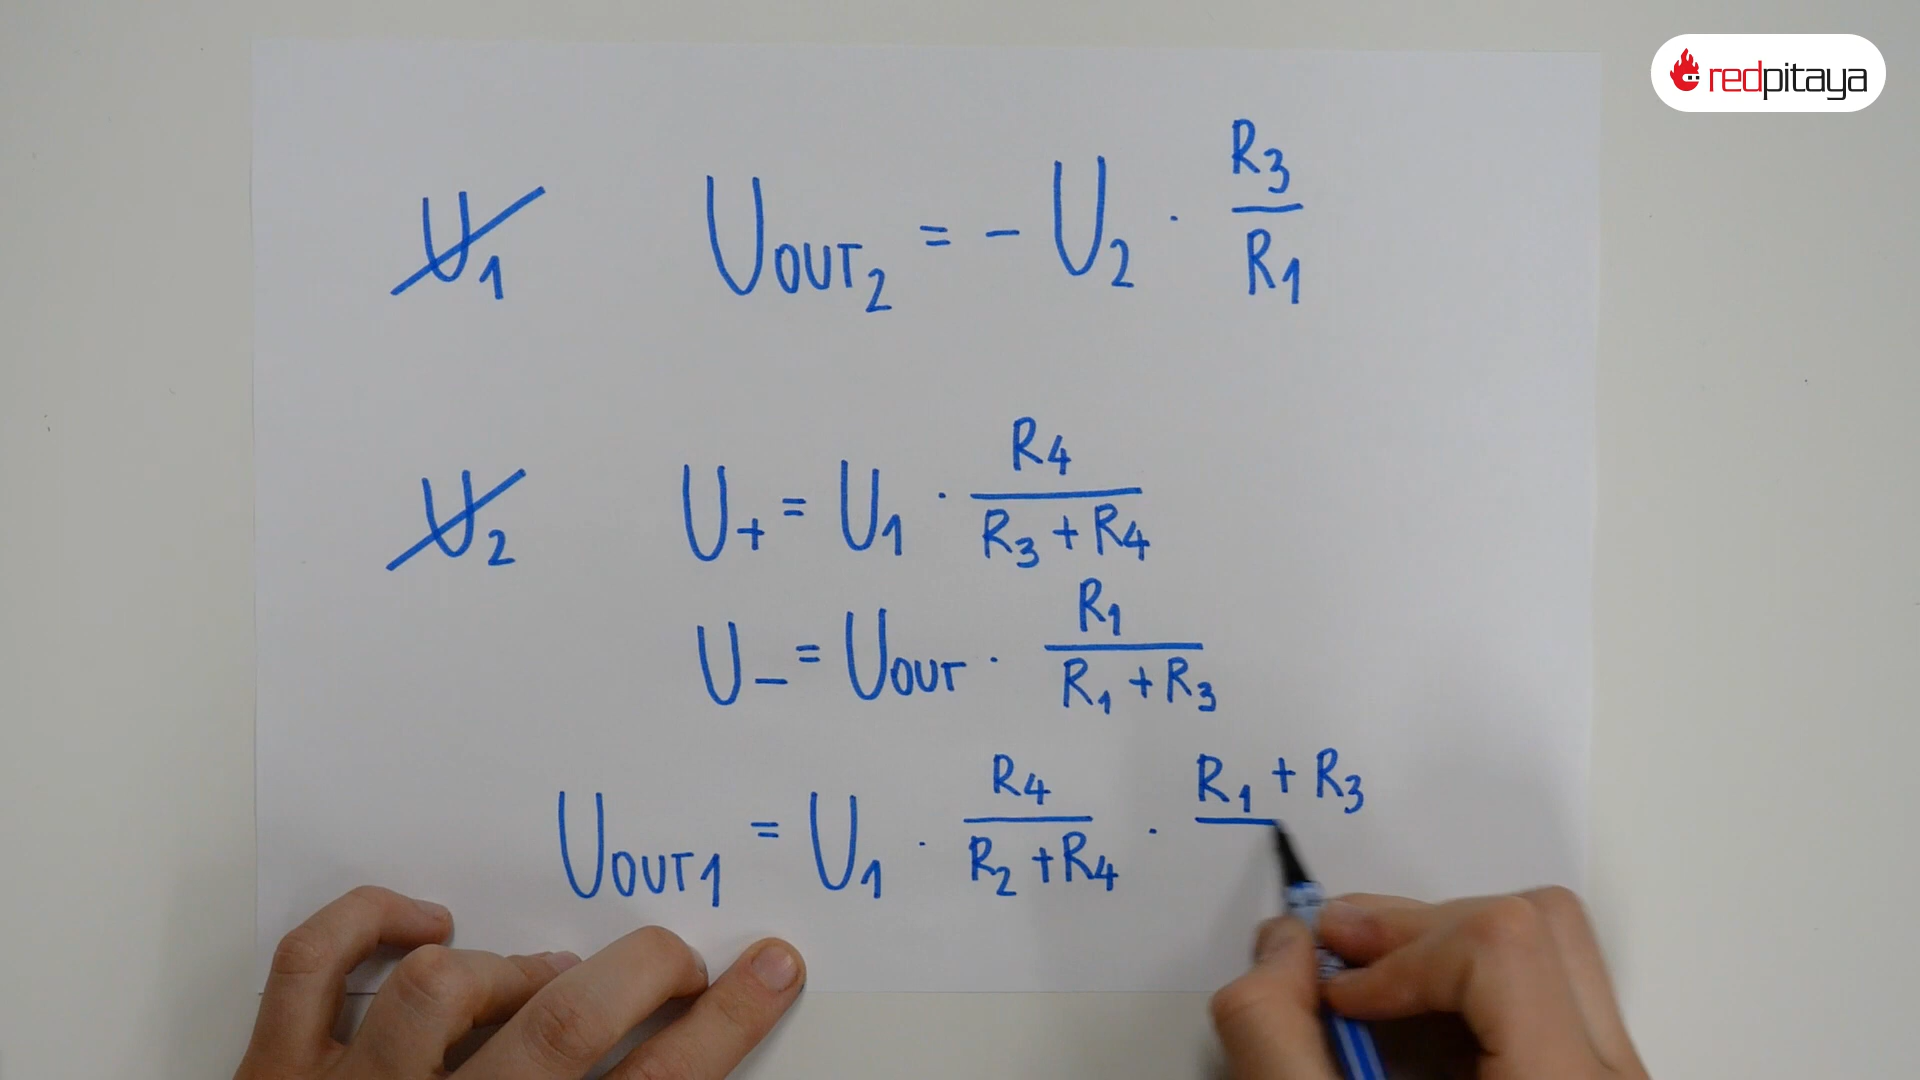 redpitaya
U1 UOUT2 = - U2 · R3/R1
U2 U+ = U1 · R4/(R3 + R4)
U- = UOUT · R1/(R1 + R3)
UOUT1 = U1 · R4/(R2 + R4) · R1 + R3